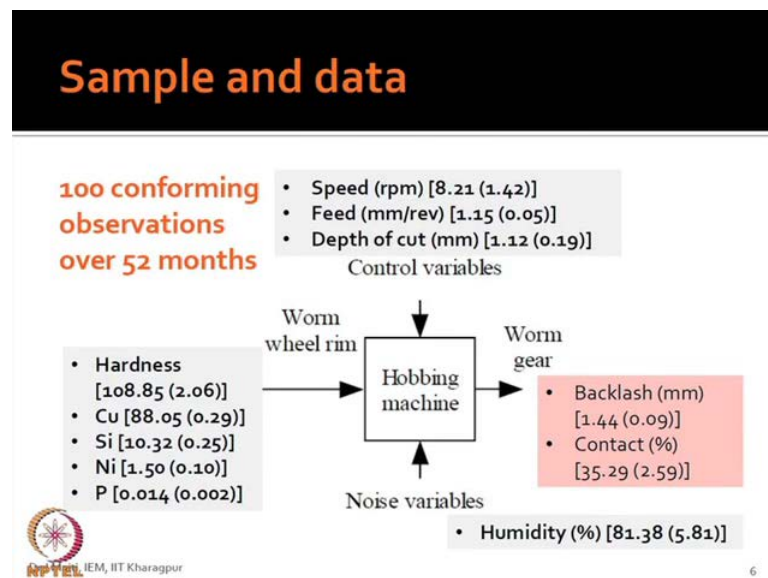 Sample and data
100 conforming
observations
over 52 months
• Speed (rpm) [8.21 (1.42)]
• Feed (mm/rev) [1.15 (0.05)]
• Depth of cut (mm) [1.12 (0.19)]
Control variables
Worm
wheel rim
Hobbing
machine
Worm
gear
• Hardness
[108.85 (2.06)]
• Cu [88.05 (0.29)]
• Si [10.32 (0.25)]
• Ni [1.50 (0.10)]
• P [0.014 (0.002)]
• Backlash (mm)
[1.44 (0.09)]
• Contact (%)
[35.29 (2.59)]
Noise variables
• Humidity (%) [81.38 (5.81)]
IEM, IIT Kharagpur
NPTEL
6